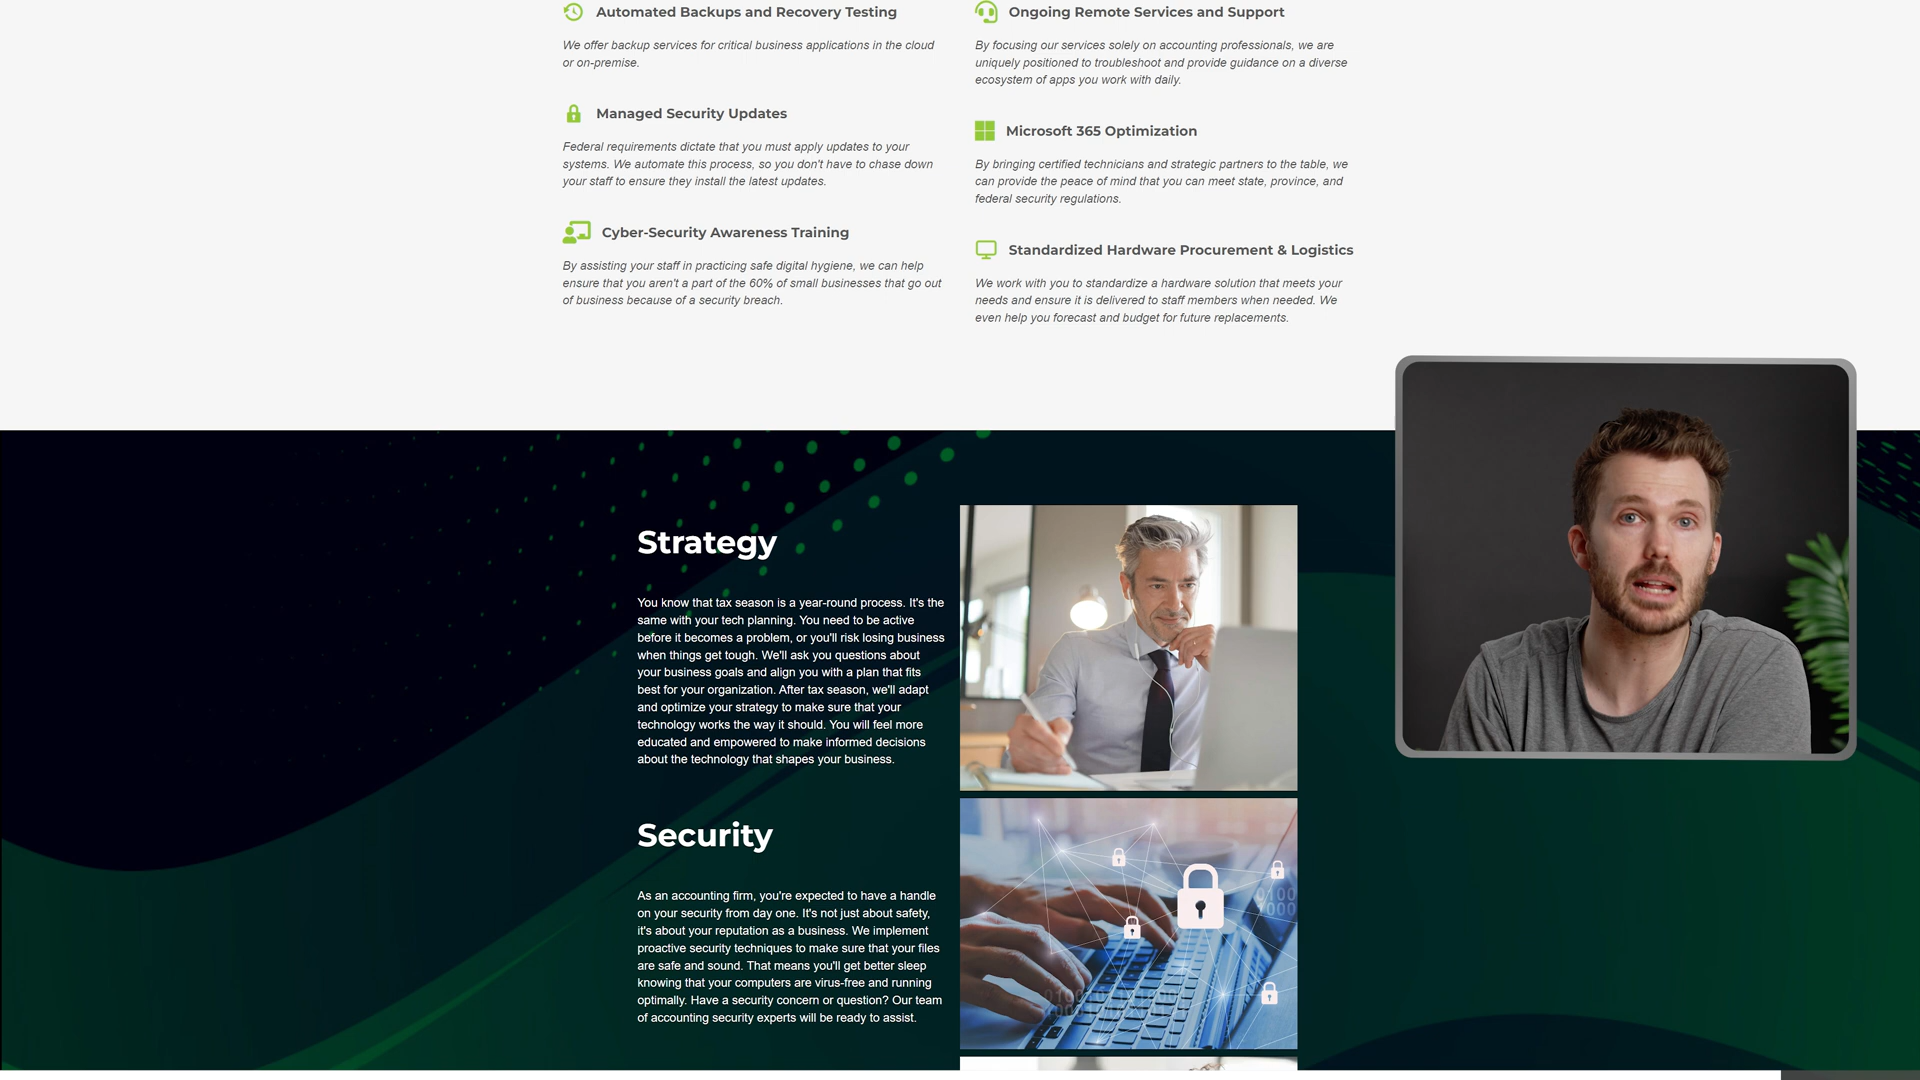 Automated Backups and Recovery Testing
We offer backup services for critical business applications in the cloud
or on-premise.
Managed Security Updates
Federal requirements dictate that you must apply updates to your
systems. We automate this process, so you don't have to chase down
your staff to ensure they install the latest updates.
Cyber-Security Awareness Training
By assisting your staff in practicing safe digital hygiene, we can help
ensure that you aren't a part of the 60% of small businesses that go out
of business because of a security breach.
Ongoing Remote Services and Support
By focusing our services solely on accounting professionals, we are
uniquely positioned to troubleshoot and provide guidance on a diverse
ecosystem of apps you work with daily.
Microsoft 365 Optimization
By bringing certified technicians and strategic partners to the table, we
can provide the peace of mind that you can meet state, province, and
federal security regulations.
Standardized Hardware Procurement & Logistics
We work with you to standardize a hardware solution that meets your
needs and ensure it is delivered to staff members when needed. We
even help you forecast and budget for future replacements.
Strategy
You know that tax season is a year-round process. It's the
same with your tech planning. You need to be active
before it becomes a problem, or you'll risk losing business
when things get tough. We'll ask you questions about
your business goals and align you with a plan that fits
best for your organization. After tax season, we'll adapt
and optimize your strategy to make sure that your
technology works the way it should. You will feel more
educated and empowered to make informed decisions
about the technology that shapes your business.
Security
As an accounting firm, you're expected to have a handle
on your security from day one. It's not just about safety,
it's about your reputation as a business. We implement
proactive security techniques to make sure that your files
are safe and sound. That means you'll get better sleep
knowing that your computers are virus-free and running
optimally. Have a security concern or question? Our team
of accounting security experts will be ready to assist.